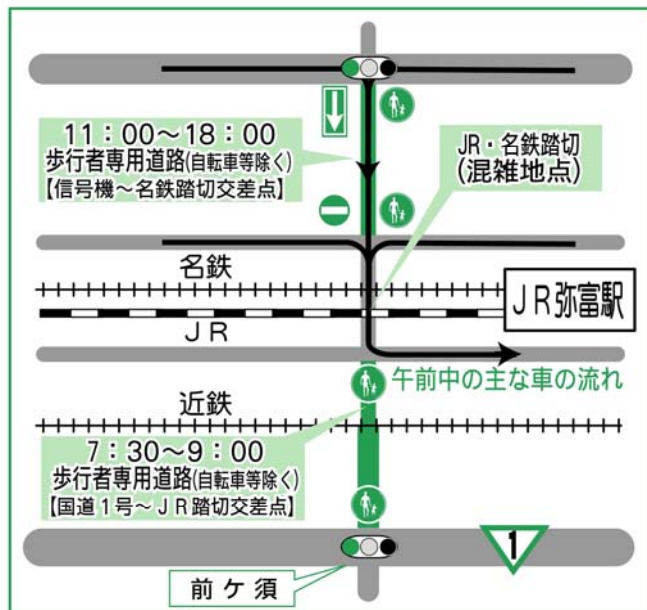 11：00～18：00
歩行者専用道路(自転車等除く)
【信号機～名鉄踏切交差点】
JR・名鉄踏切
(混雑地点)
名鉄
JR弥富駅
JR
午前中の主な車の流れ
近鉄
7：30～9：00
歩行者専用道路(自転車等除く)
【国道1号～JR踏切交差点】
1
前ケ須